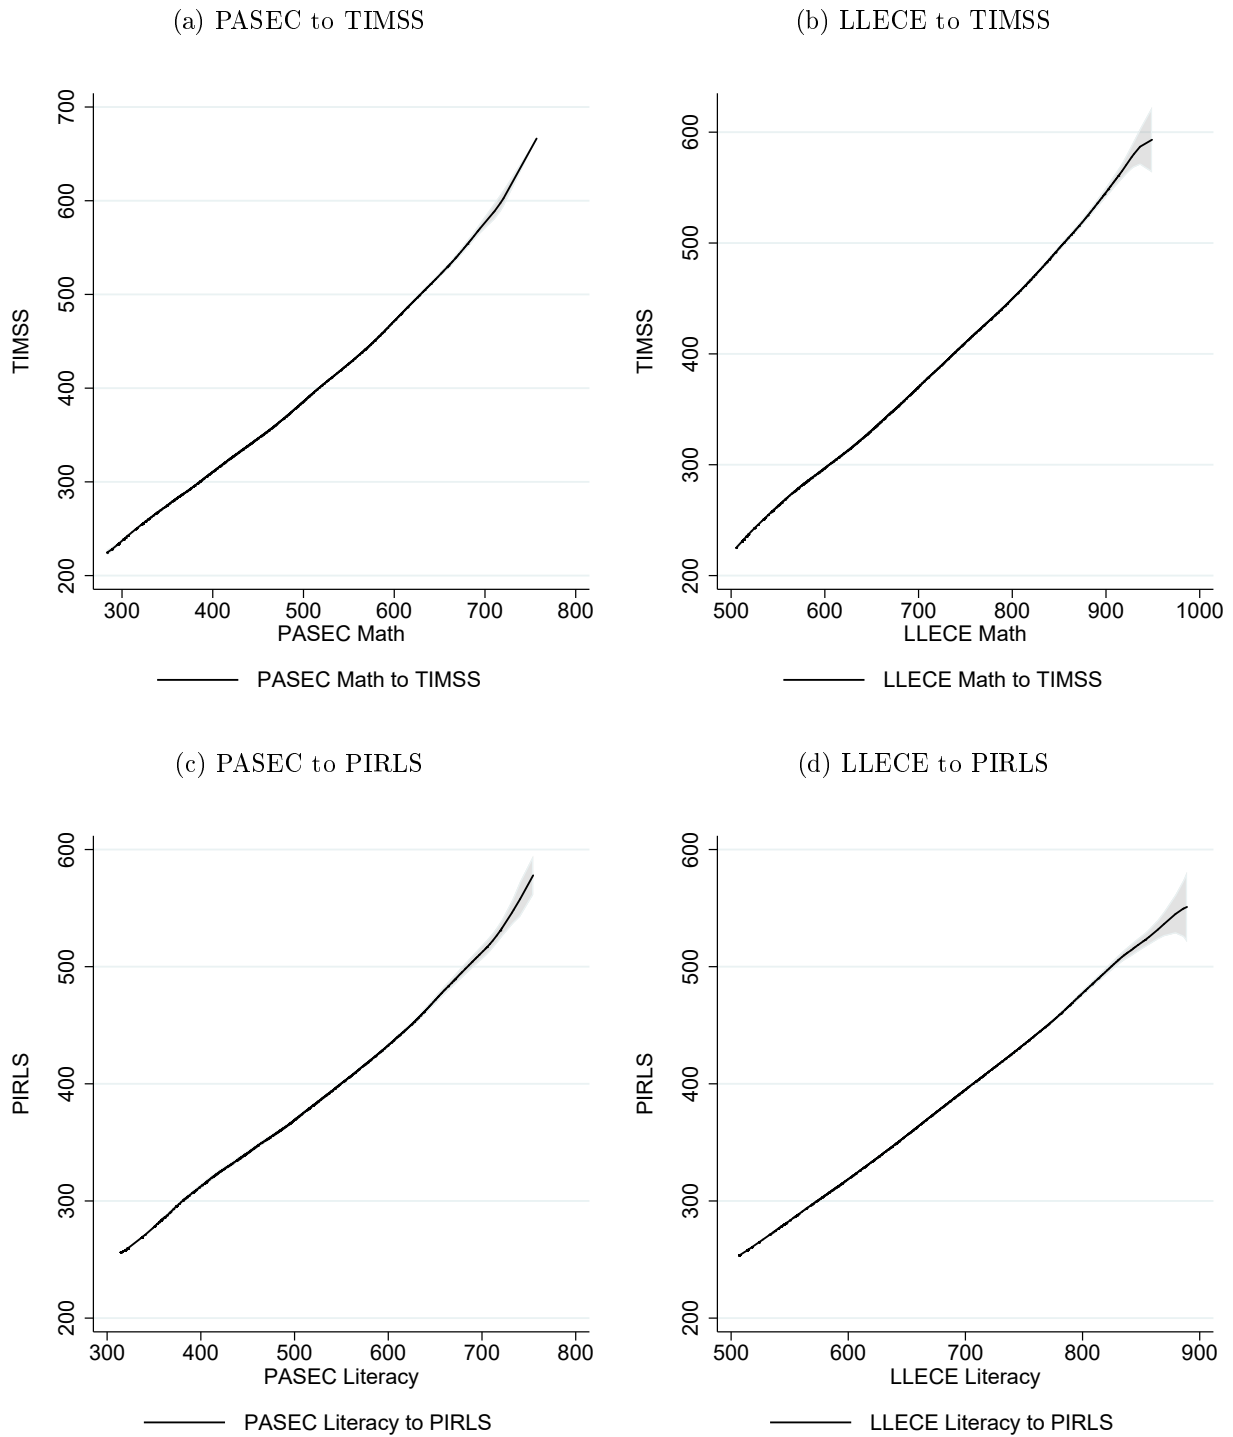 (a) PASEC to TIMSS
700
600
500
400
300
200
TIMSS
300 400 500 600 700 800
PASEC Math
PASEC Math to TIMSS
(b) LLECE to TIMSS
600
500
400
300
200
TIMSS
500 600 700 800 900 1000
LLECE Math
LLECE Math to TIMSS
(c) PASEC to PIRLS
600
500
400
300
200
PIRLS
300 400 500 600 700 800
PASEC Literacy
PASEC Literacy to PIRLS
(d) LLECE to PIRLS
600
500
400
300
200
PIRLS
500 600 700 800 900
LLECE Literacy
LLECE Literacy to PIRLS